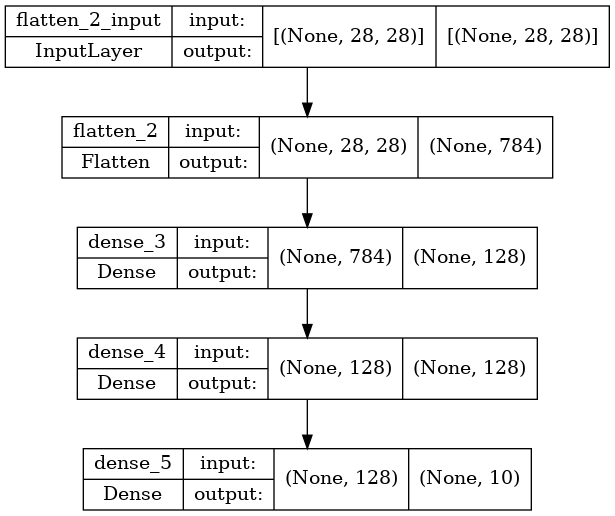 flatten_2_input input: [(None, 28, 28)] [(None, 28, 28)]
InputLayer output:
flatten_2 input: (None, 28, 28) (None, 784)
Flatten output:
dense_3 input: (None, 784) (None, 128)
Dense output:
dense_4 input: (None, 128) (None, 128)
Dense output:
dense_5 input: (None, 128) (None, 10)
Dense output: